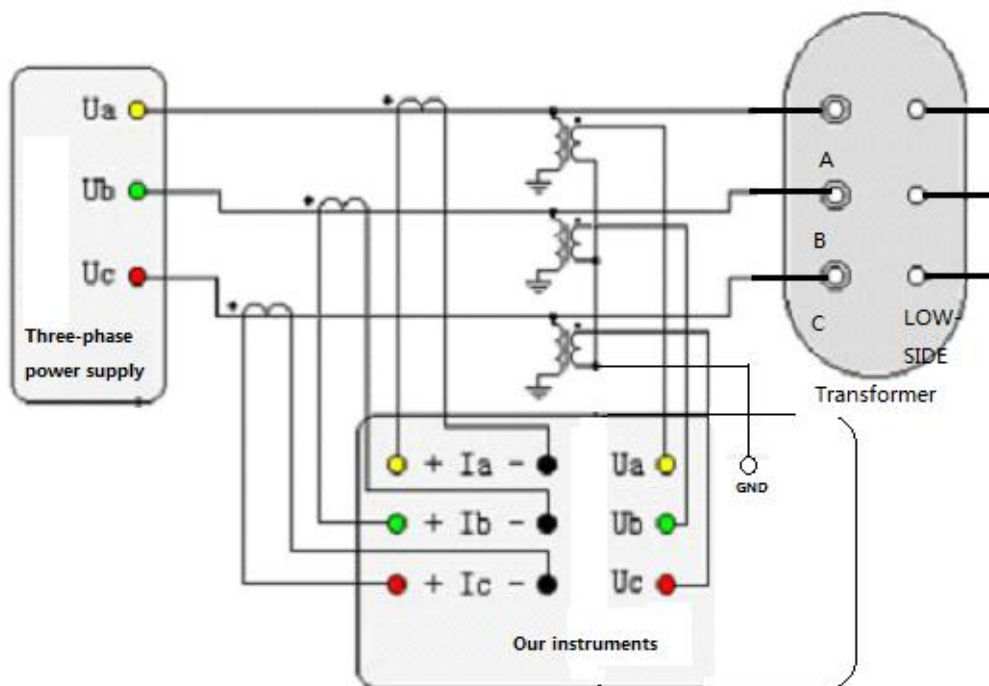 Ua
Ub
Uc
Three-phase
power supply
A
B
C
LOW-
SIDE
Transformer
+ Ia -
Ua
GND
+ Ib -
Ub
+ Ic -
Uc
Our instruments